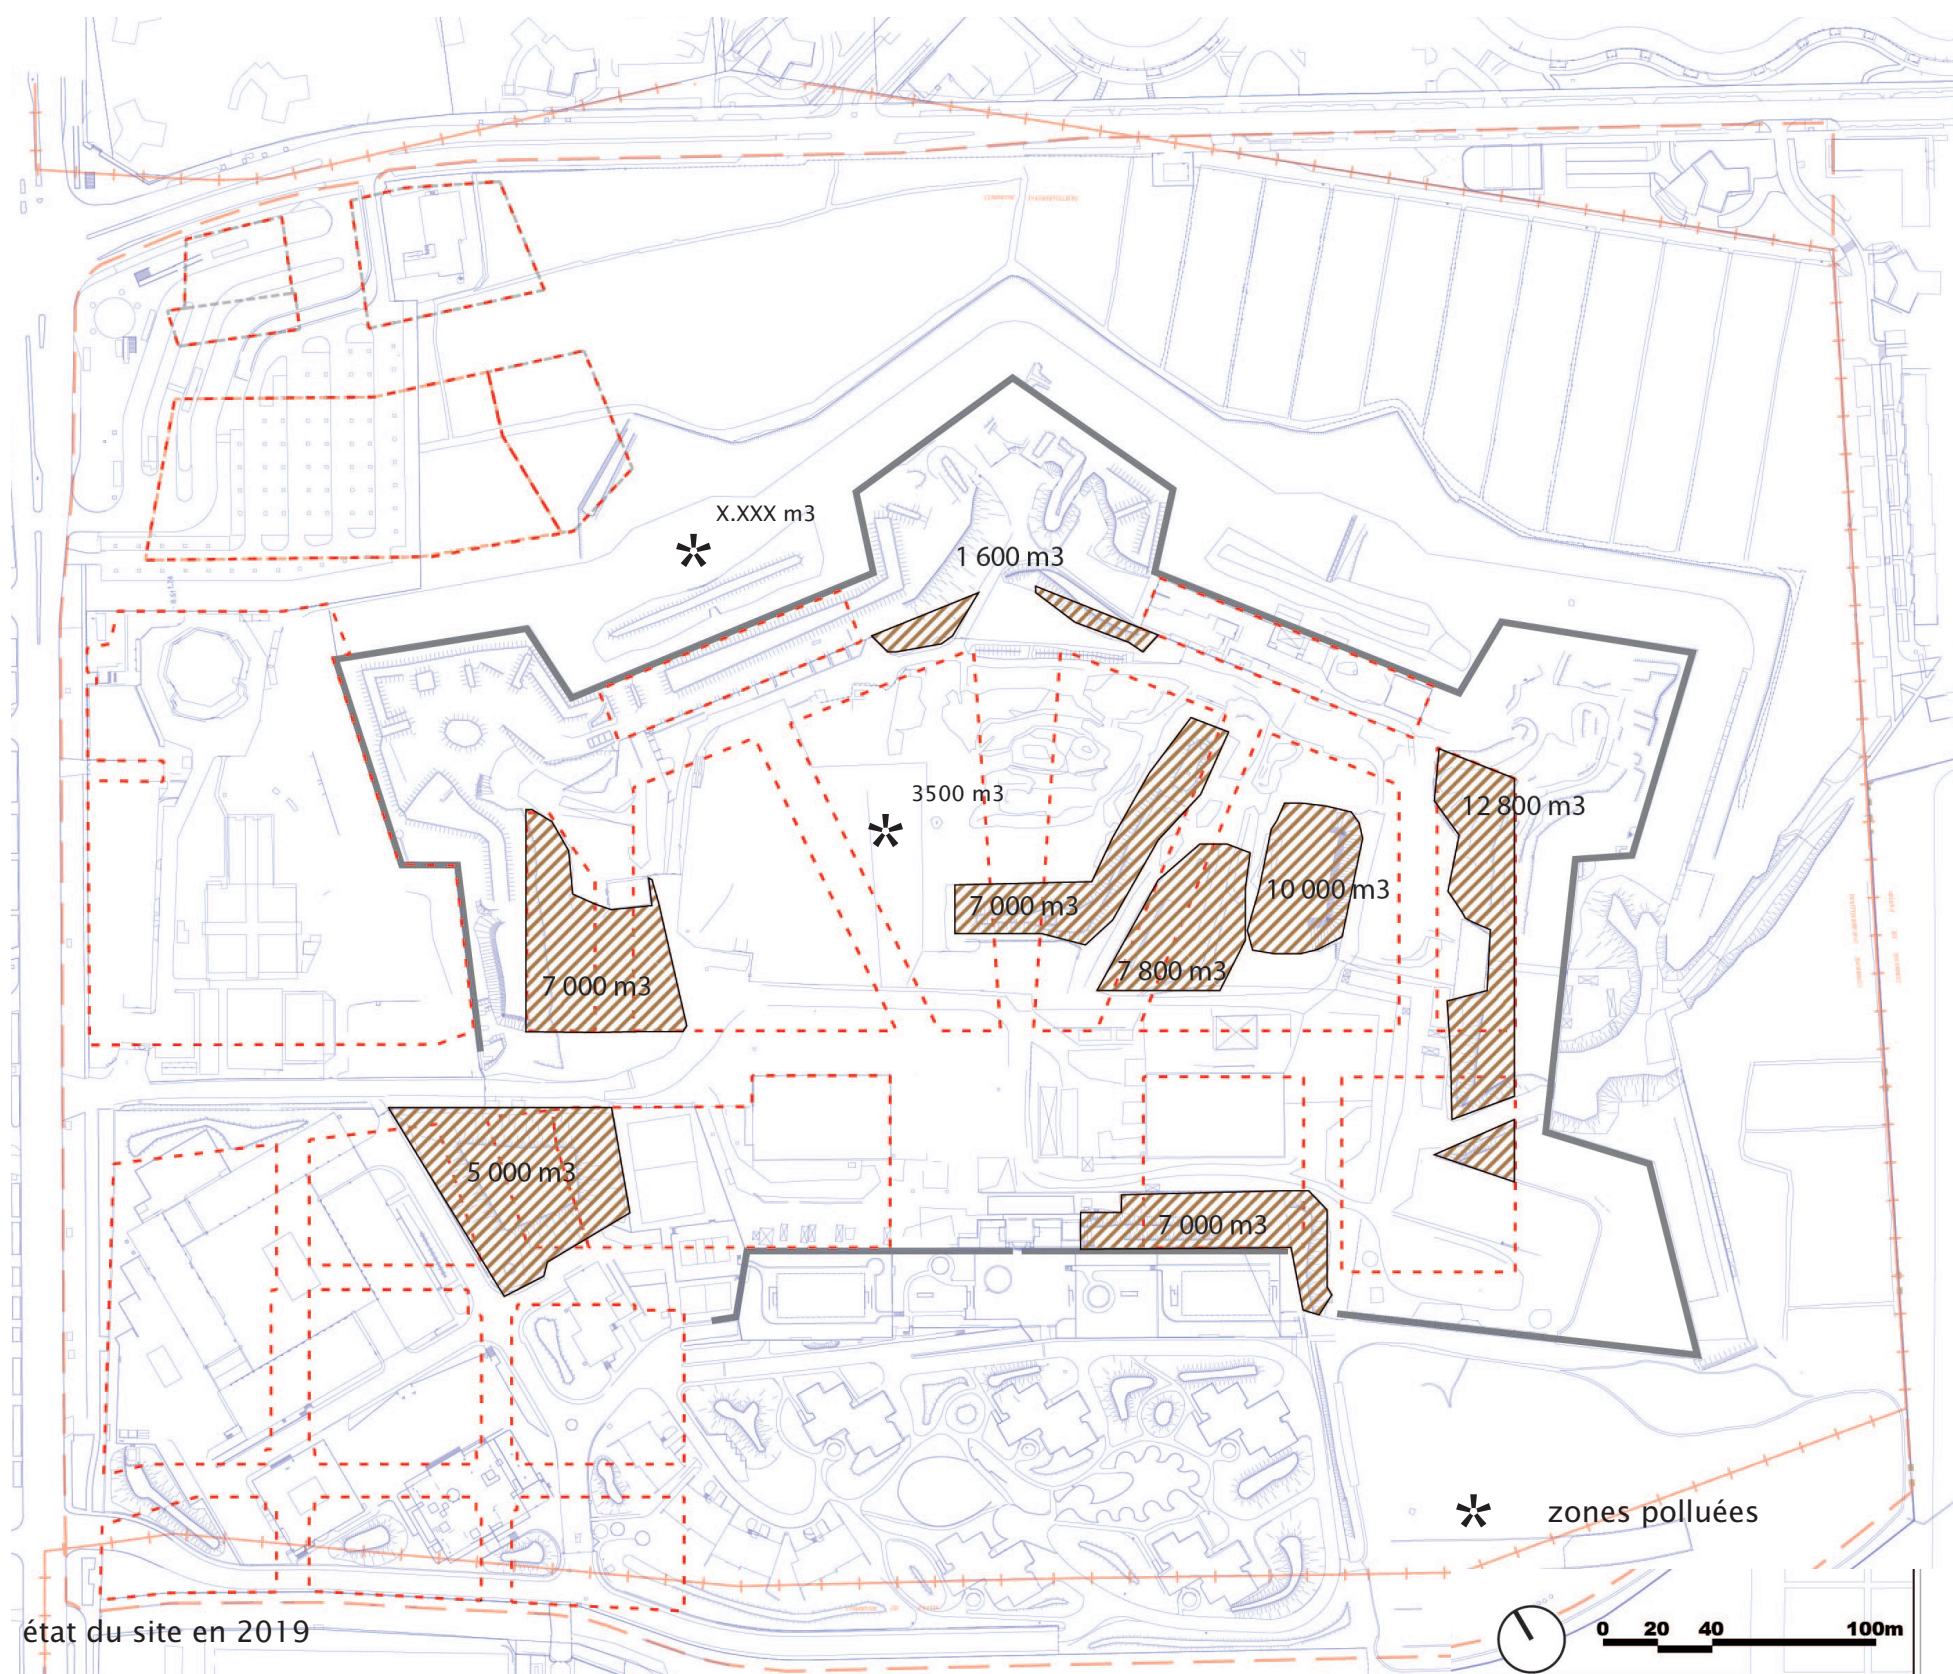 X.XXX m3
1 600 m3
3500 m3
12 800 m3
10 000 m3
7 000 m3
7 800 m3
7 000 m3
5 000 m3
7 000 m3
zones polluées
état du site en 2019
0 20 40 100m